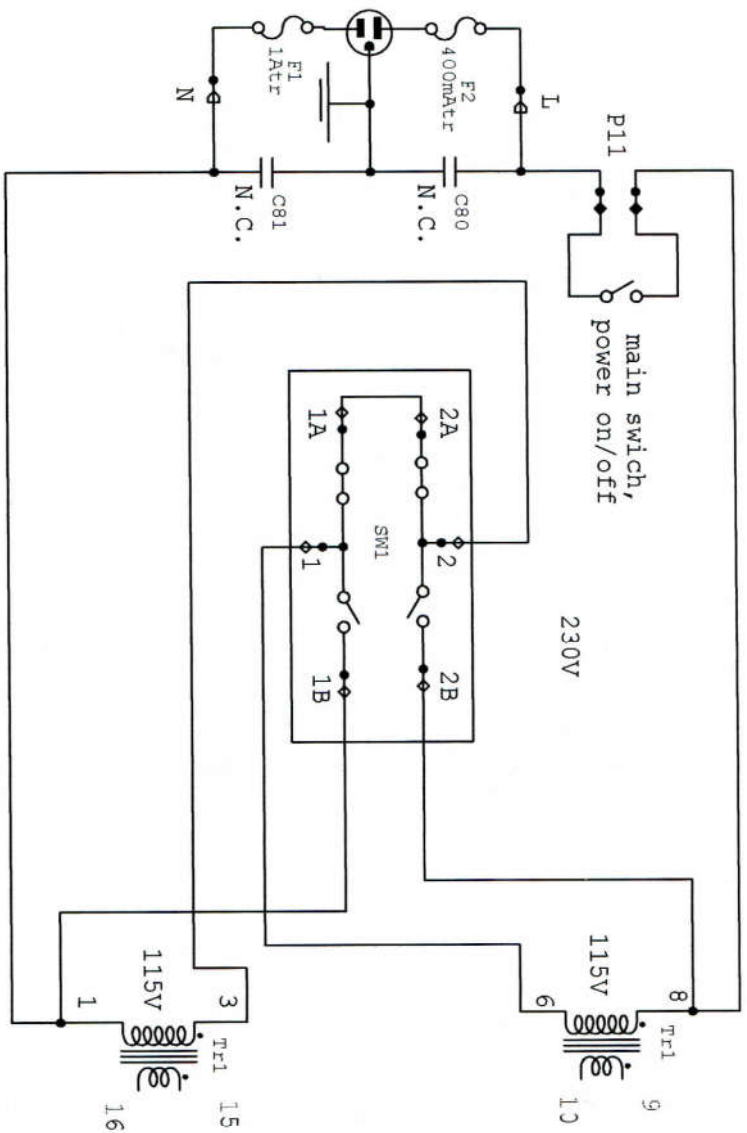 P11
main swich,
power on/off
L
F2
400mAtr
F1
1Atr
N
C80
N.C.
C81
N.C.
230V
2A
2
2B
SW1
1A
1
1B
8
115V
6
Tr1
9
10
3
115V
1
Tr1
15
16